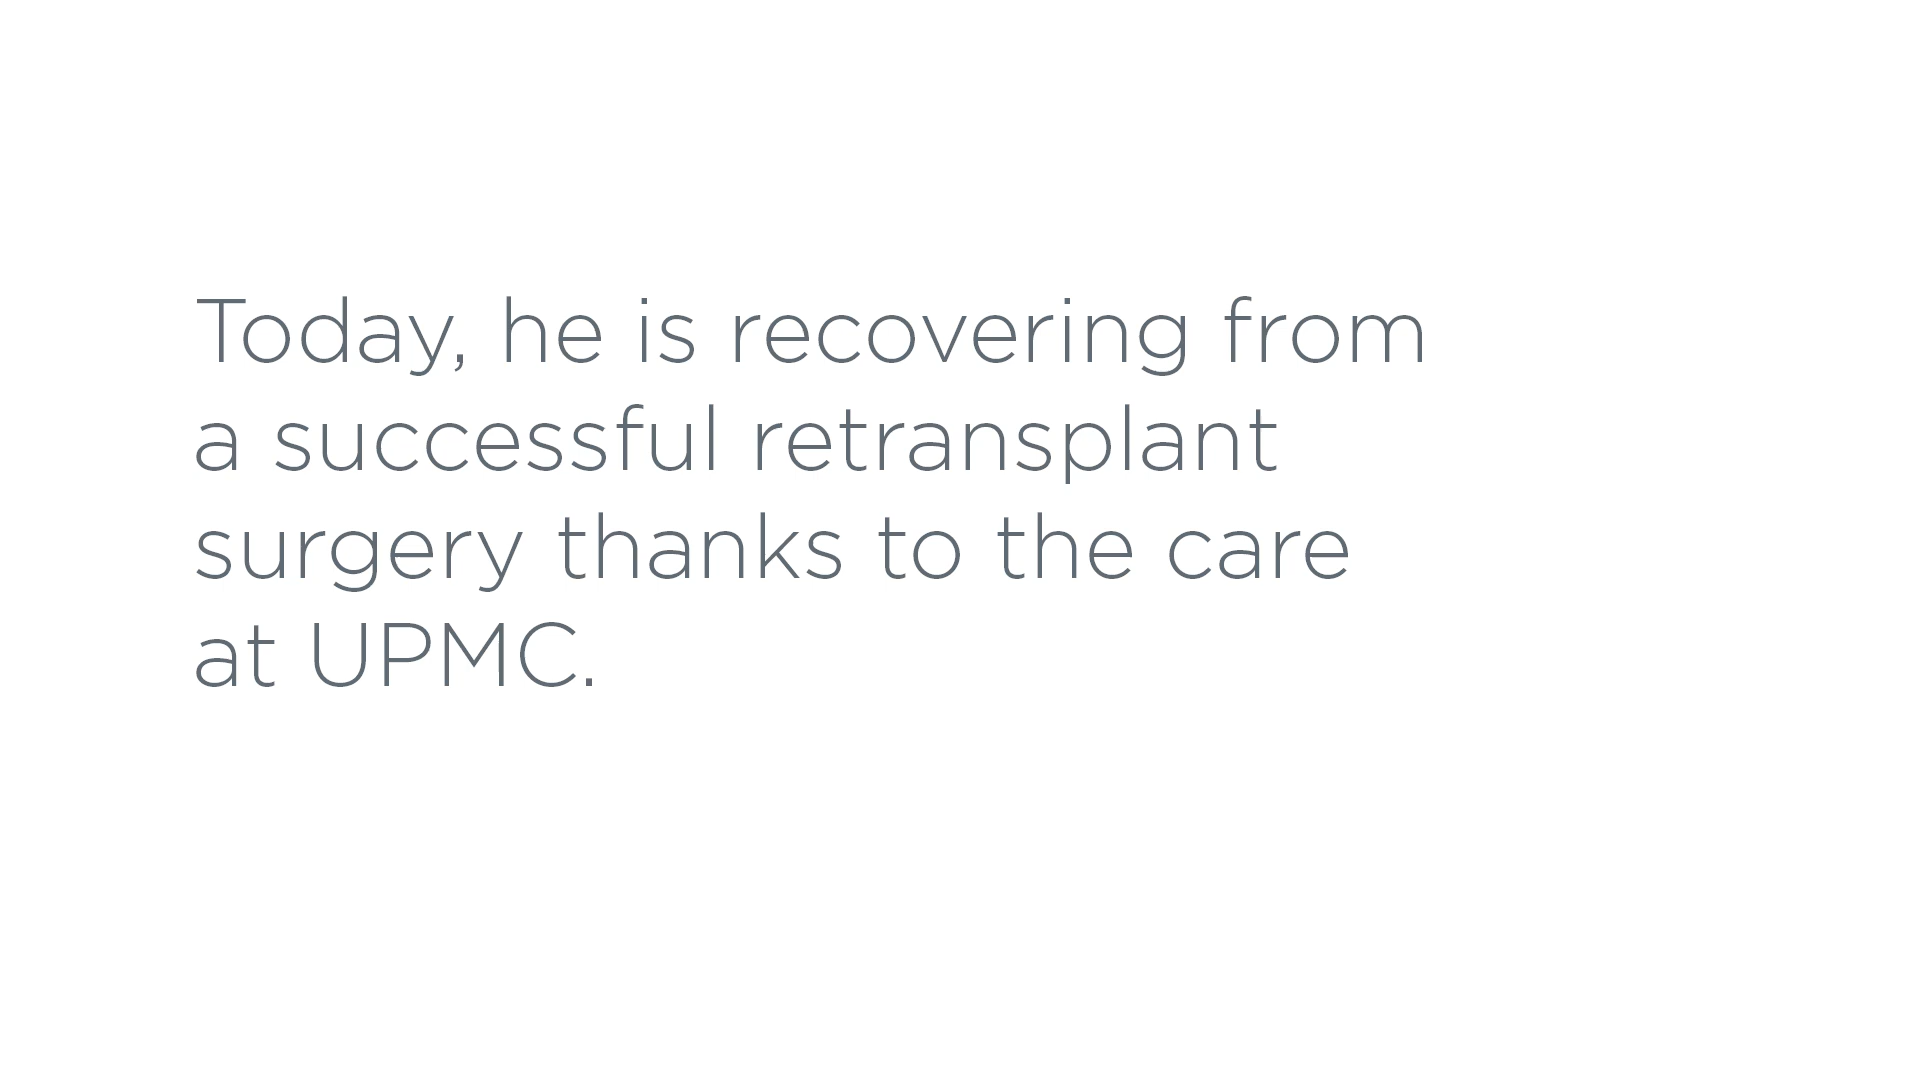 Today, he is recovering from
a successful retransplant
surgery thanks to the care
at UPMC.